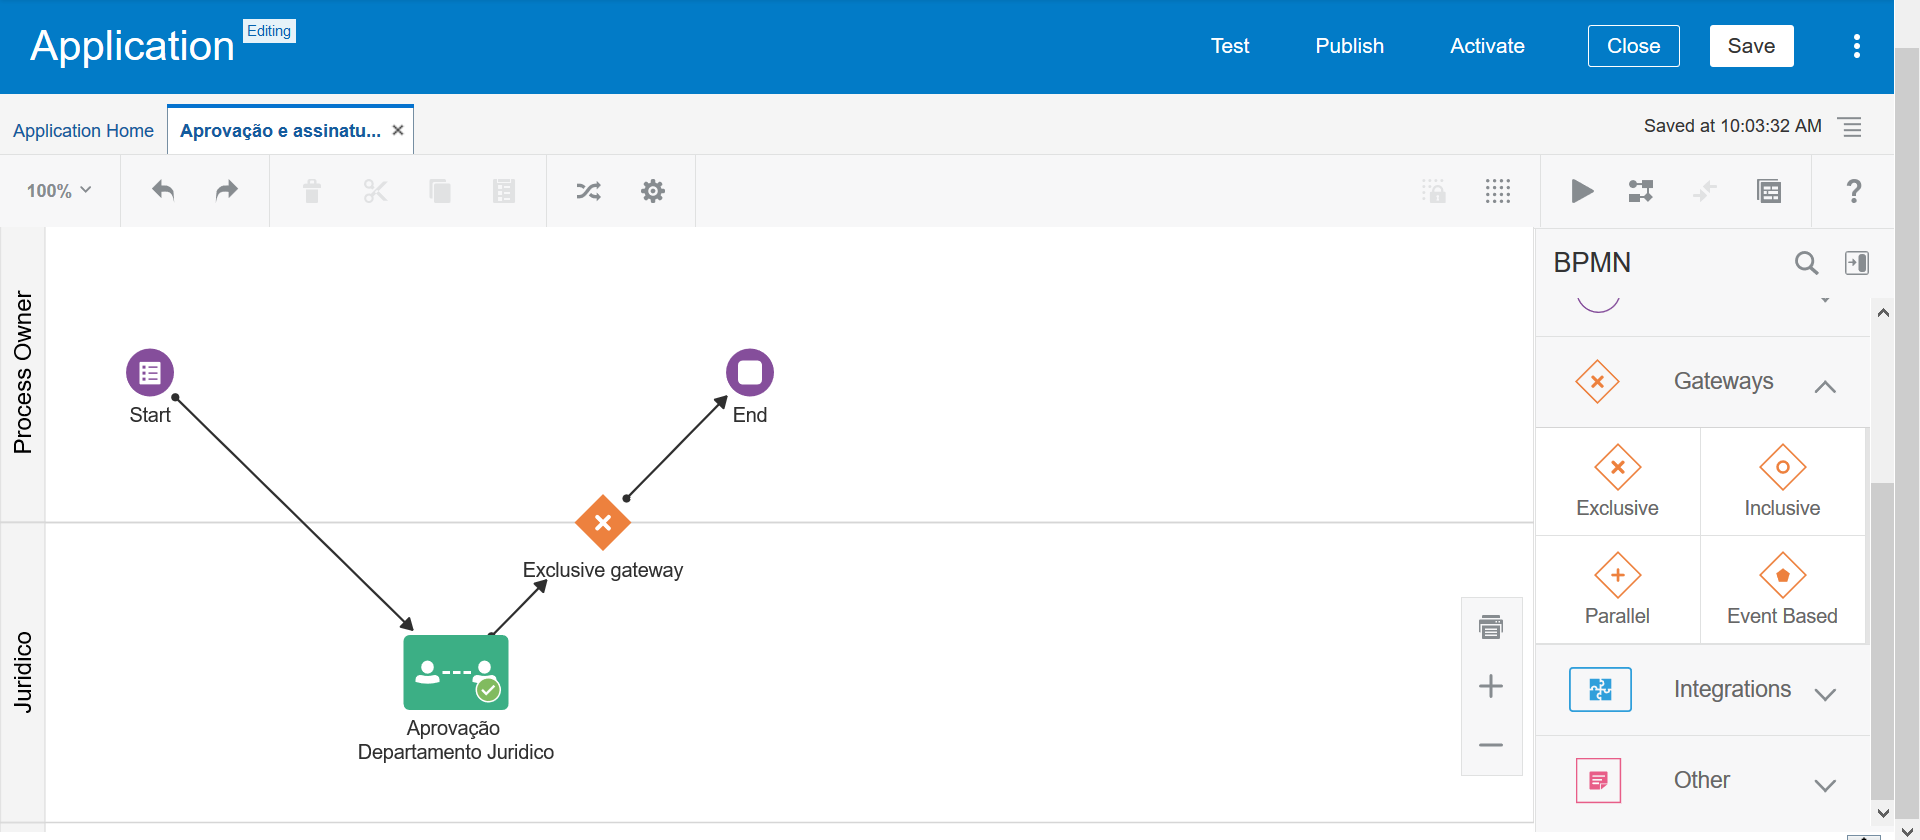 Application
Editing
Test
Publish
Activate
Close
Save
Application Home
Aprovação e assinatu...
Saved at 10:03:32 AM
100%
?
Process Owner
Start
End
Exclusive gateway
Juridico
Aprovação
Departamento Juridico
BPMN
Gateways
Exclusive
Inclusive
Parallel
Event Based
Integrations
Other